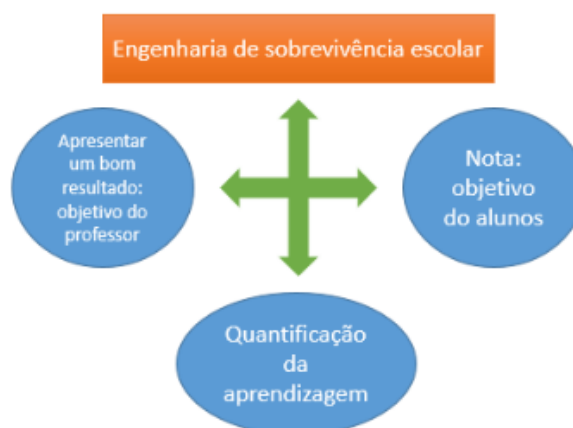 Engenharia de sobrevivência escolar
Apresentar
um bom
resultado:
objetivo do
professor
Nota:
objetivo
do alunos
Quantificação
da
aprendizagem